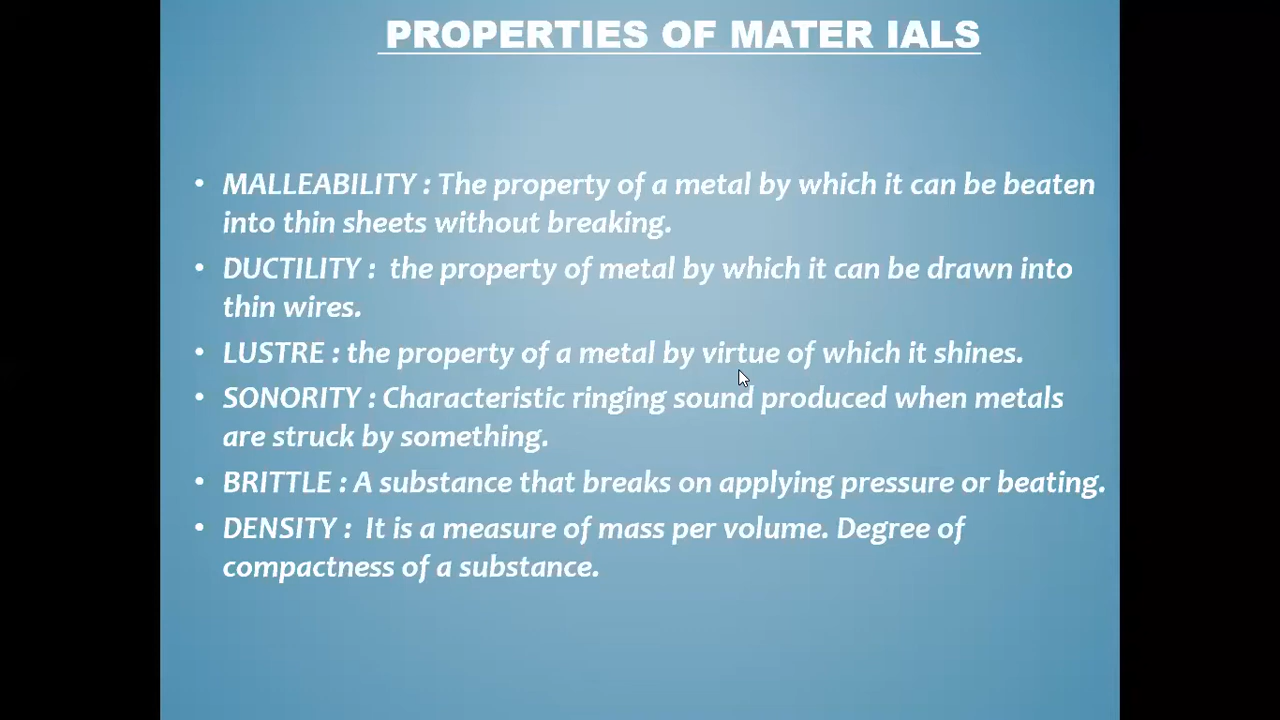 PROPERTIES OF MATER IALS
• MALLEABILITY : The property of a metal by which it can be beaten
into thin sheets without breaking.
• DUCTILITY :  the property of metal by which it can be drawn into
thin wires.
• LUSTRE : the property of a metal by virtue of which it shines.
• SONORITY : Characteristic ringing sound produced when metals
are struck by something.
• BRITTLE : A substance that breaks on applying pressure or beating.
• DENSITY :  It is a measure of mass per volume. Degree of
compactness of a substance.